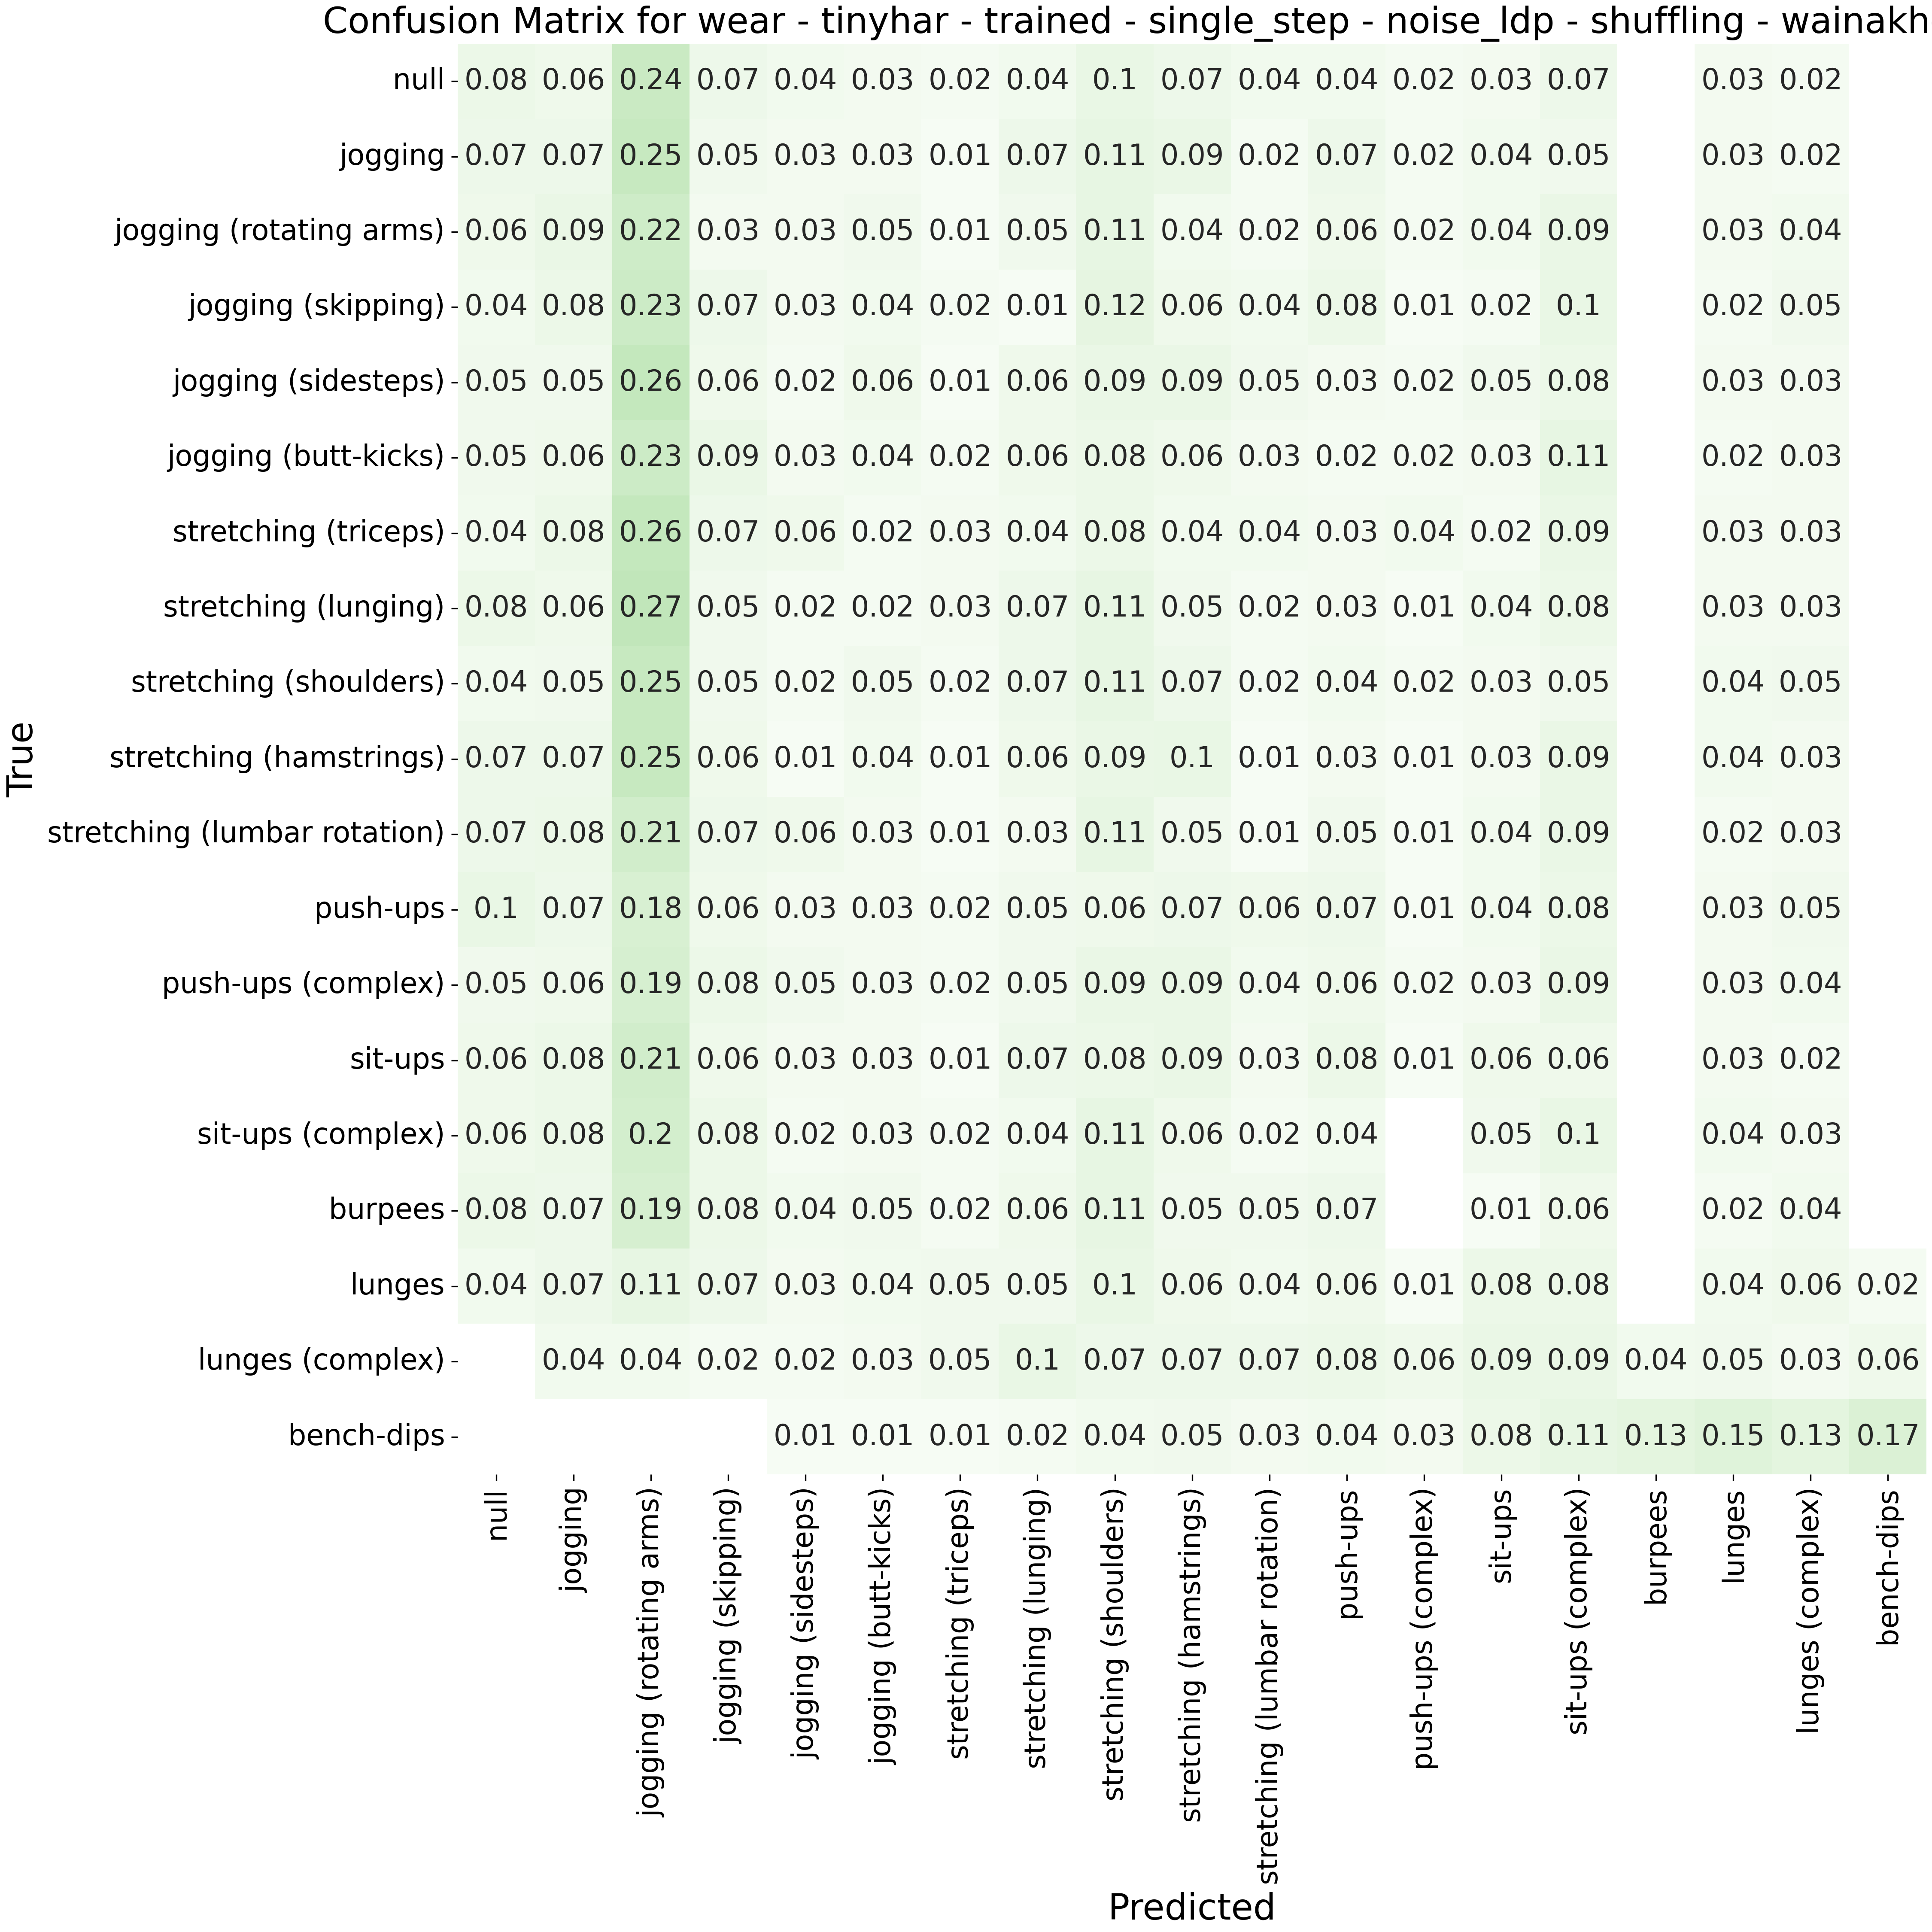 Confusion Matrix for wear - tinyhar - trained - single_step - noise_ldp - shuffling - wainakh
null 0.08 0.06 0.24 0.07 0.04 0.03 0.02 0.04 0.1 0.07 0.04 0.04 0.02 0.03 0.07 0.03 0.02
jogging 0.07 0.07 0.25 0.05 0.03 0.03 0.01 0.07 0.11 0.09 0.02 0.07 0.02 0.04 0.05 0.03 0.02
jogging (rotating arms) 0.06 0.09 0.22 0.03 0.03 0.05 0.01 0.05 0.11 0.04 0.02 0.06 0.02 0.04 0.09 0.03 0.04
jogging (skipping) 0.04 0.08 0.23 0.07 0.03 0.04 0.02 0.01 0.12 0.06 0.04 0.08 0.01 0.02 0.1 0.02 0.05
jogging (sidesteps) 0.05 0.05 0.26 0.06 0.02 0.06 0.01 0.06 0.09 0.09 0.05 0.03 0.02 0.05 0.08 0.03 0.03
jogging (butt-kicks) 0.05 0.06 0.23 0.09 0.03 0.04 0.02 0.06 0.08 0.06 0.03 0.02 0.02 0.03 0.11 0.02 0.03
stretching (triceps) 0.04 0.08 0.26 0.07 0.06 0.02 0.03 0.04 0.08 0.04 0.04 0.03 0.04 0.02 0.09 0.03 0.03
stretching (lunging) 0.08 0.06 0.27 0.05 0.02 0.02 0.03 0.07 0.11 0.05 0.02 0.03 0.01 0.04 0.08 0.03 0.03
stretching (shoulders) 0.04 0.05 0.25 0.05 0.02 0.05 0.02 0.07 0.11 0.07 0.02 0.04 0.02 0.03 0.05 0.04 0.05
stretching (hamstrings) 0.07 0.07 0.25 0.06 0.01 0.04 0.01 0.06 0.09 0.1 0.01 0.03 0.01 0.03 0.09 0.04 0.03
stretching (lumbar rotation) 0.07 0.08 0.21 0.07 0.06 0.03 0.01 0.03 0.11 0.05 0.01 0.05 0.01 0.04 0.09 0.02 0.03
push-ups 0.1 0.07 0.18 0.06 0.03 0.03 0.02 0.05 0.06 0.07 0.06 0.07 0.01 0.04 0.08 0.03 0.05
push-ups (complex) 0.05 0.06 0.19 0.08 0.05 0.03 0.02 0.05 0.09 0.09 0.04 0.06 0.02 0.03 0.09 0.03 0.04
sit-ups 0.06 0.08 0.21 0.06 0.03 0.03 0.01 0.07 0.08 0.09 0.03 0.08 0.01 0.06 0.06 0.03 0.02
sit-ups (complex) 0.06 0.08 0.2 0.08 0.02 0.03 0.02 0.04 0.11 0.06 0.02 0.04 0.05 0.1 0.04 0.03
burpees 0.08 0.07 0.19 0.08 0.04 0.05 0.02 0.06 0.11 0.05 0.05 0.07 0.01 0.06 0.02 0.04
lunges 0.04 0.07 0.11 0.07 0.03 0.04 0.05 0.05 0.1 0.06 0.04 0.06 0.01 0.08 0.08 0.04 0.06 0.02
lunges (complex) 0.04 0.04 0.02 0.02 0.03 0.05 0.1 0.07 0.07 0.07 0.08 0.06 0.09 0.09 0.04 0.05 0.03 0.06
bench-dips 0.01 0.01 0.01 0.02 0.04 0.05 0.03 0.04 0.03 0.08 0.11 0.13 0.15 0.13 0.17
True
null
jogging
jogging (rotating arms)
jogging (skipping)
jogging (sidesteps)
jogging (butt-kicks)
stretching (triceps)
stretching (lunging)
stretching (shoulders)
stretching (hamstrings)
stretching (lumbar rotation)
push-ups
push-ups (complex)
sit-ups
sit-ups (complex)
burpees
lunges
lunges (complex)
bench-dips
Predicted